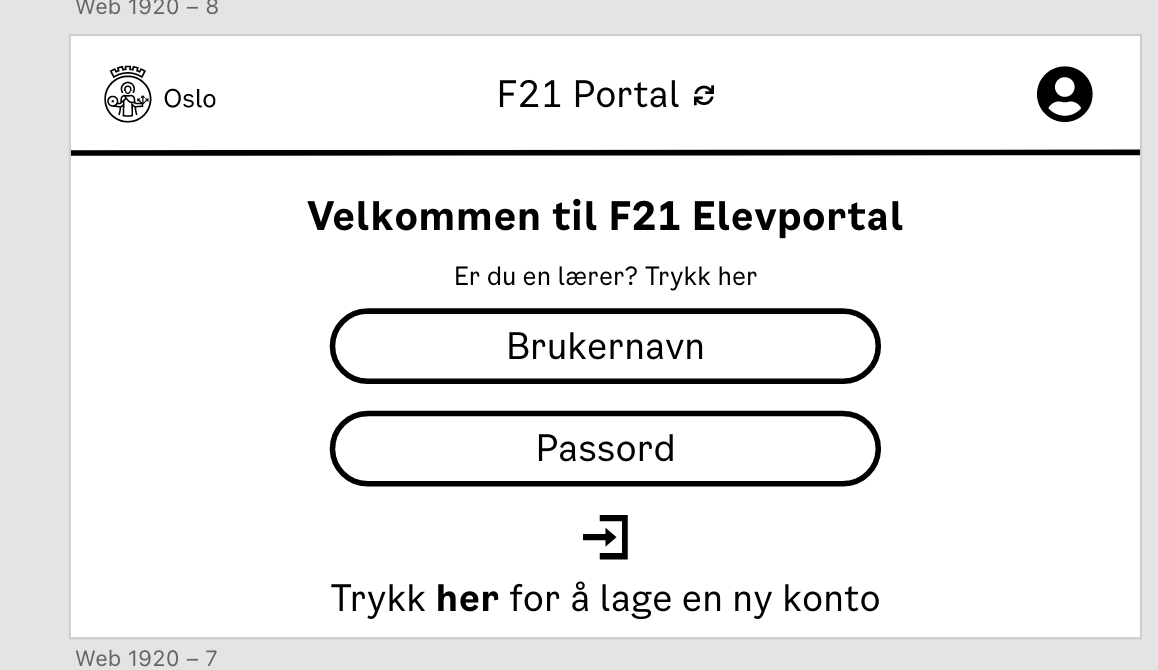 Web 1920 – 8
Oslo
F21 Portal
Velkommen til F21 Elevportal
Er du en lærer? Trykk her
Brukernavn
Passord
Trykk her for å lage en ny konto
Web 1920 – 7